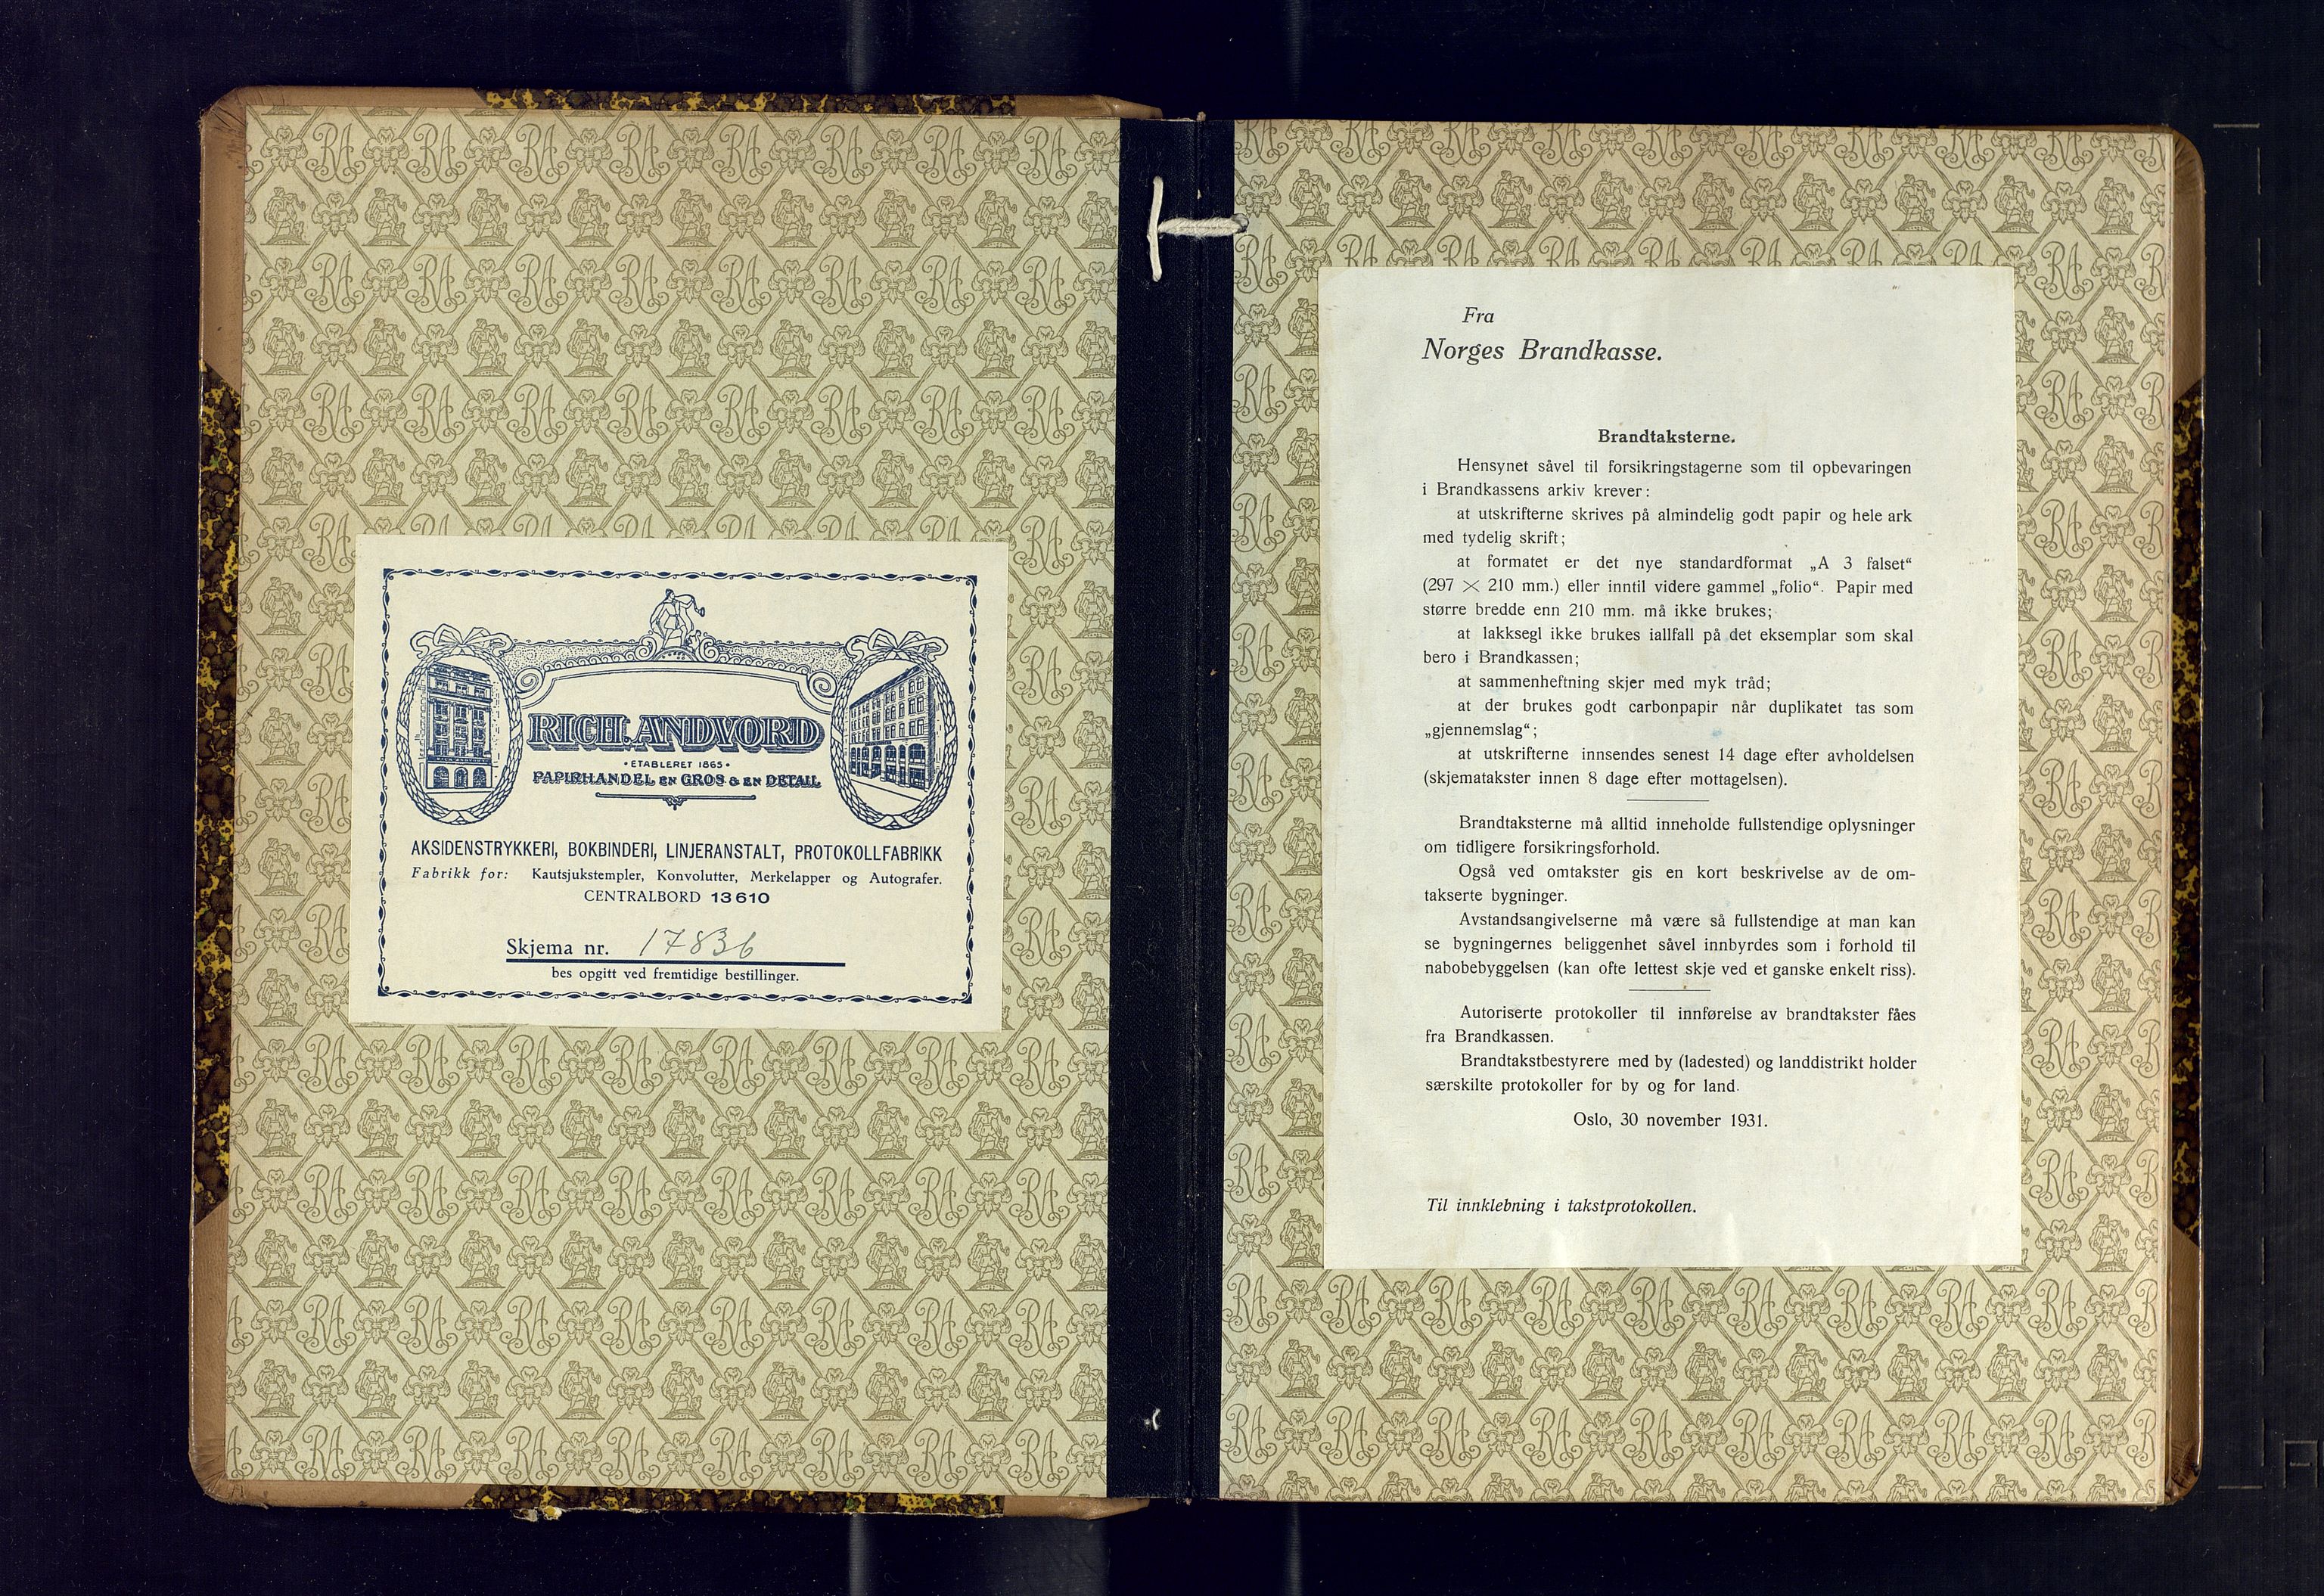 RICH. ANDVORD
• ETABLERET 1865 •
PAPIRHANDEL EN GROS & EN DETAIL
AKSIDENSTRYKKERI, BOKBINDERI, LINJERANSTALT, PROTOKOLLFABRIKK
Fabrikk for: Kautsjukstempler, Konvolutter, Merkelapper og Autografer.
CENTRALBORD 13610
Skjema nr. 17836
bes opgitt ved fremtidige bestillinger.
Fra
Norges Brandkasse.
Brandtaksterne.
Hensynet såvel til forsikringstagerne som til opbevaringen
i Brandkassens arkiv krever:
at utskrifterne skrives på almindelig godt papir og hele ark
med tydelig skrift;
at formatet er det nye standardformat „A 3 falset“
(297 × 210 mm.) eller inntil videre gammel „folio“. Papir med
større bredde enn 210 mm. må ikke brukes;
at lakksegl ikke brukes iallfall på det eksemplar som skal
bero i Brandkassen;
at sammenheftning skjer med myk tråd;
at der brukes godt carbonpapir når duplikatet tas som
„gjennemslag“;
at utskrifterne innsendes senest 14 dage efter avholdelsen
(skjematakster innen 8 dage efter mottagelsen).
Brandtaksterne må alltid inneholde fullstendige oplysninger
om tidligere forsikringsforhold.
Også ved omtakster gis en kort beskrivelse av de om-
takserte bygninger.
Avstandsangivelserne må være så fullstendige at man kan
se bygningernes beliggenhet såvel innbyrdes som i forhold til
nabobebyggelsen (kan ofte lettest skje ved et ganske enkelt riss).
Autoriserte protokoller til innførelse av brandtakster fåes
fra Brandkassen.
Brandtakstbestyrere med by (ladested) og landdistrikt holder
særskilte protokoller for by og for land.
Oslo, 30 november 1931.
Til innklebning i takstprotokollen.